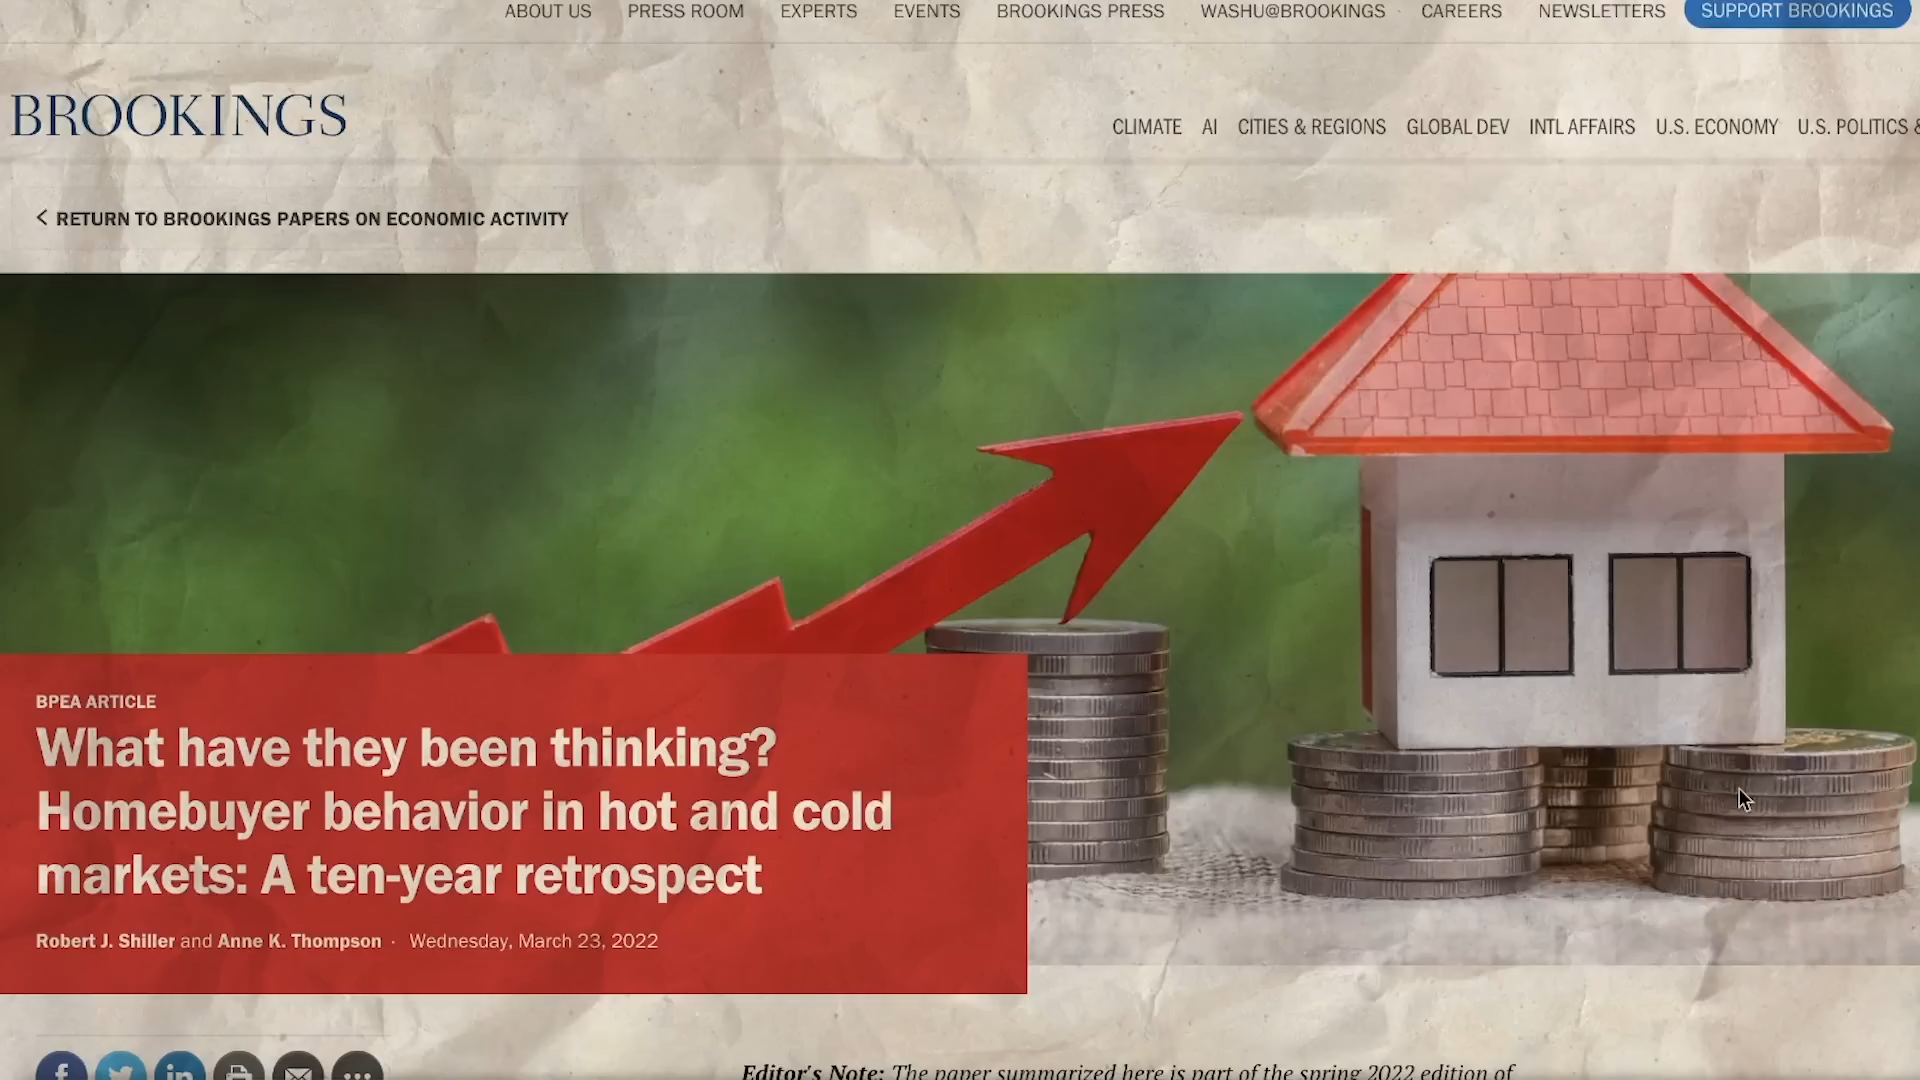 ABOUT US PRESS ROOM EXPERTS EVENTS BROOKINGS PRESS WASHU@BROOKINGS CAREERS NEWSLETTERS SUPPORT BROOKINGS
BROOKINGS
CLIMATE AI CITIES & REGIONS GLOBAL DEV INTL AFFAIRS U.S. ECONOMY U.S. POLITICS &
< RETURN TO BROOKINGS PAPERS ON ECONOMIC ACTIVITY
BPEA ARTICLE
What have they been thinking?
Homebuyer behavior in hot and cold
markets: A ten-year retrospect
Robert J. Shiller and Anne K. Thompson · Wednesday, March 23, 2022
Editor's Note: The paper summarized here is part of the spring 2022 edition of